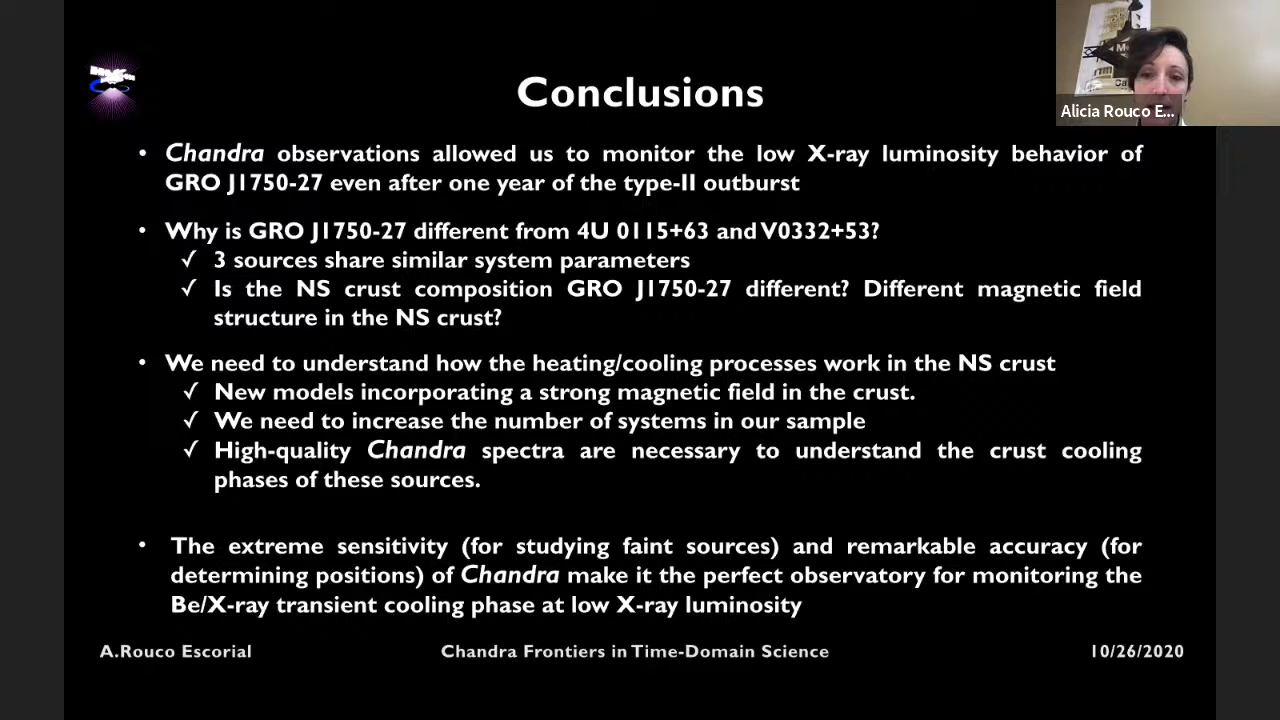 Conclusions
Alicia Rouco E...
• Chandra observations allowed us to monitor the low X-ray luminosity behavior of
GRO J1750-27 even after one year of the type-II outburst
• Why is GRO J1750-27 different from 4U 0115+63 and V0332+53?
✓ 3 sources share similar system parameters
✓ Is the NS crust composition GRO J1750-27 different? Different magnetic field
structure in the NS crust?
• We need to understand how the heating/cooling processes work in the NS crust
✓ New models incorporating a strong magnetic field in the crust.
✓ We need to increase the number of systems in our sample
✓ High-quality Chandra spectra are necessary to understand the crust cooling
phases of these sources.
• The extreme sensitivity (for studying faint sources) and remarkable accuracy (for
determining positions) of Chandra make it the perfect observatory for monitoring the
Be/X-ray transient cooling phase at low X-ray luminosity
A.Rouco Escorial
Chandra Frontiers in Time-Domain Science
10/26/2020